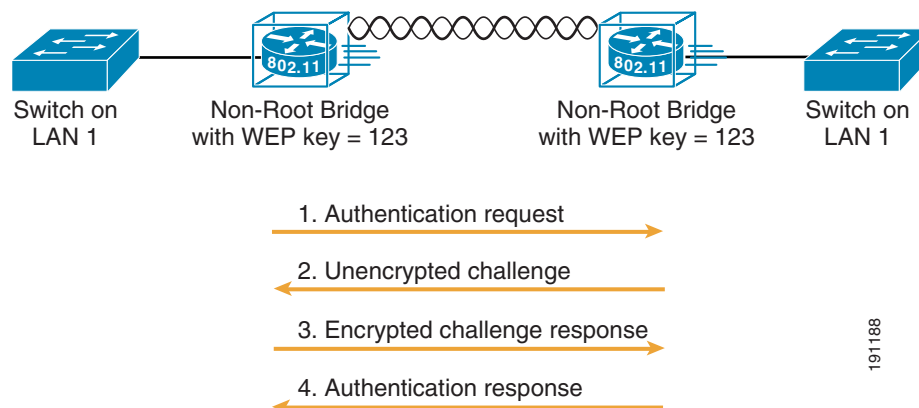 802.11
802.11
Switch on
LAN 1
Non-Root Bridge
with WEP key = 123
Non-Root Bridge
with WEP key = 123
Switch on
LAN 1
1. Authentication request
2. Unencrypted challenge
3. Encrypted challenge response
4. Authentication response
191188